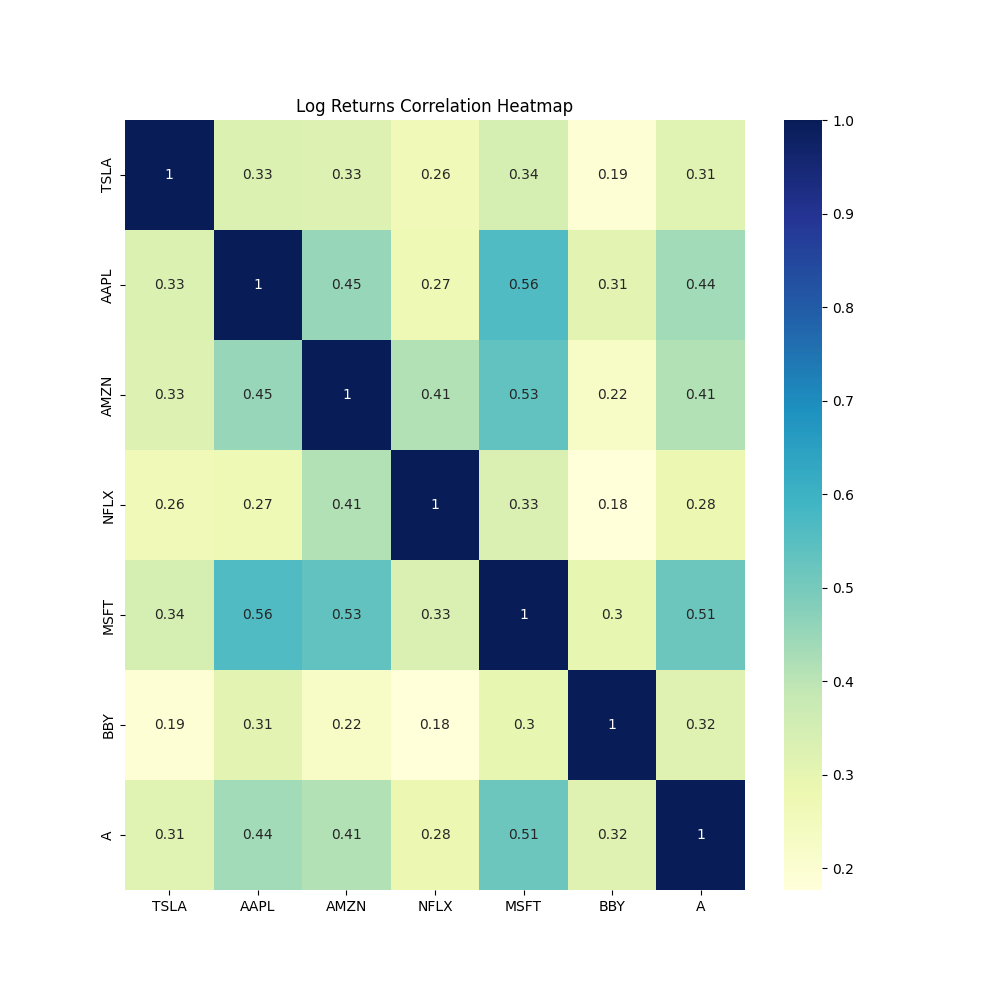 Log Returns Correlation Heatmap
TSLA 1 0.33 0.33 0.26 0.34 0.19 0.31
AAPL 0.33 1 0.45 0.27 0.56 0.31 0.44
AMZN 0.33 0.45 1 0.41 0.53 0.22 0.41
NFLX 0.26 0.27 0.41 1 0.33 0.18 0.28
MSFT 0.34 0.56 0.53 0.33 1 0.3 0.51
BBY 0.19 0.31 0.22 0.18 0.3 1 0.32
A 0.31 0.44 0.41 0.28 0.51 0.32 1
TSLA AAPL AMZN NFLX MSFT BBY A
1.0
0.9
0.8
0.7
0.6
0.5
0.4
0.3
0.2